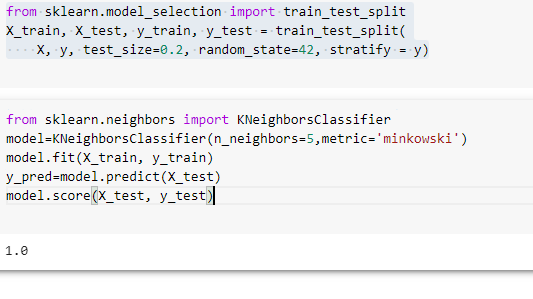 from sklearn.model_selection import train_test_split
X_train, X_test, y_train, y_test = train_test_split(
····X, y, test_size=0.2, random_state=42, stratify = y)
from sklearn.neighbors import KNeighborsClassifier
model=KNeighborsClassifier(n_neighbors=5,metric='minkowski')
model.fit(X_train, y_train)
y_pred=model.predict(X_test)
model.score(X_test, y_test)
1.0